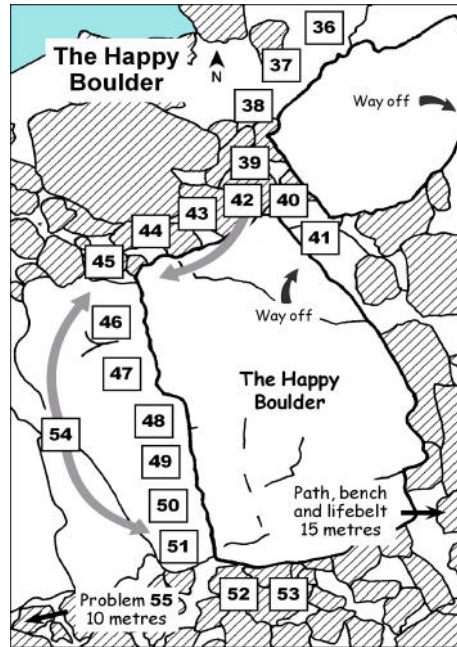 36
The Happy
Boulder
N
37
Way off
38
39
42
40
43
44
41
45
Way off
46
47
The Happy
Boulder
48
54
49
Path, bench
and lifebelt
15 metres
50
51
52
53
Problem 55
10 metres